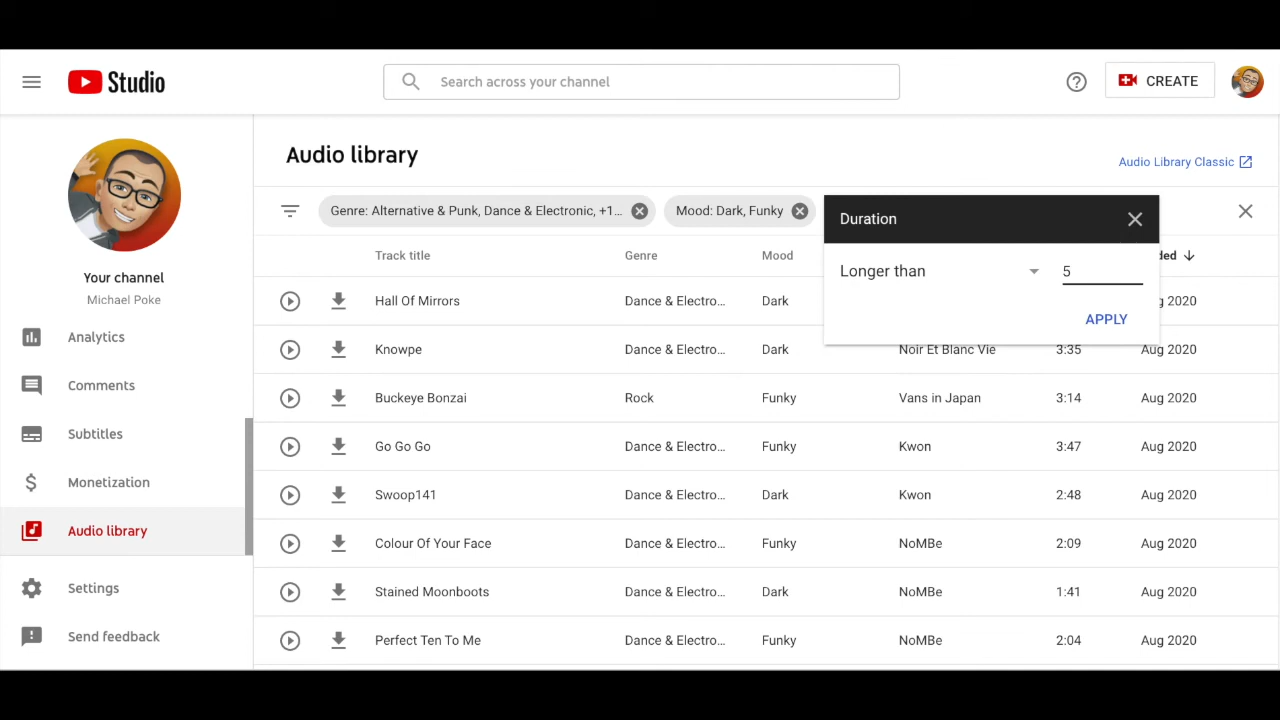 Studio
Search across your channel
CREATE
Your channel
Michael Poke
Analytics
Comments
Subtitles
Monetization
Audio library
Settings
Send feedback
Audio library
Audio Library Classic
Genre: Alternative & Punk, Dance & Electronic, +1...
Mood: Dark, Funky
Duration
Longer than 5
APPLY
Track title Genre Mood
Hall Of Mirrors Dance & Electro... Dark Aug 2020
Knowpe Dance & Electro... Dark Noir Et Blanc Vie 3:35 Aug 2020
Buckeye Bonzai Rock Funky Vans in Japan 3:14 Aug 2020
Go Go Go Dance & Electro... Funky Kwon 3:47 Aug 2020
Swoop141 Dance & Electro... Dark Kwon 2:48 Aug 2020
Colour Of Your Face Dance & Electro... Funky NoMBe 2:09 Aug 2020
Stained Moonboots Dance & Electro... Dark NoMBe 1:41 Aug 2020
Perfect Ten To Me Dance & Electro... Funky NoMBe 2:04 Aug 2020